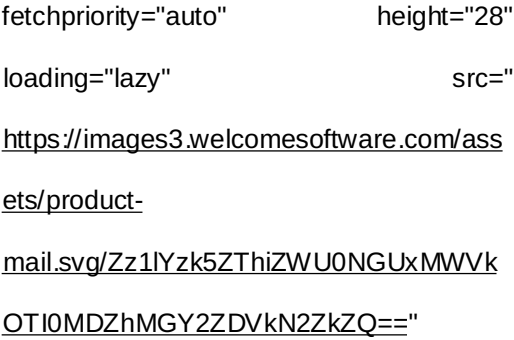 fetchpriority="auto" height="28"
loading="lazy" src="
https://images3.welcomesoftware.com/ass
ets/product-
mail.svg/Zz1lYzk5ZThiZWU0NGUxMWVk
OTI0MDZhMGY2ZDVkN2ZkZQ=="